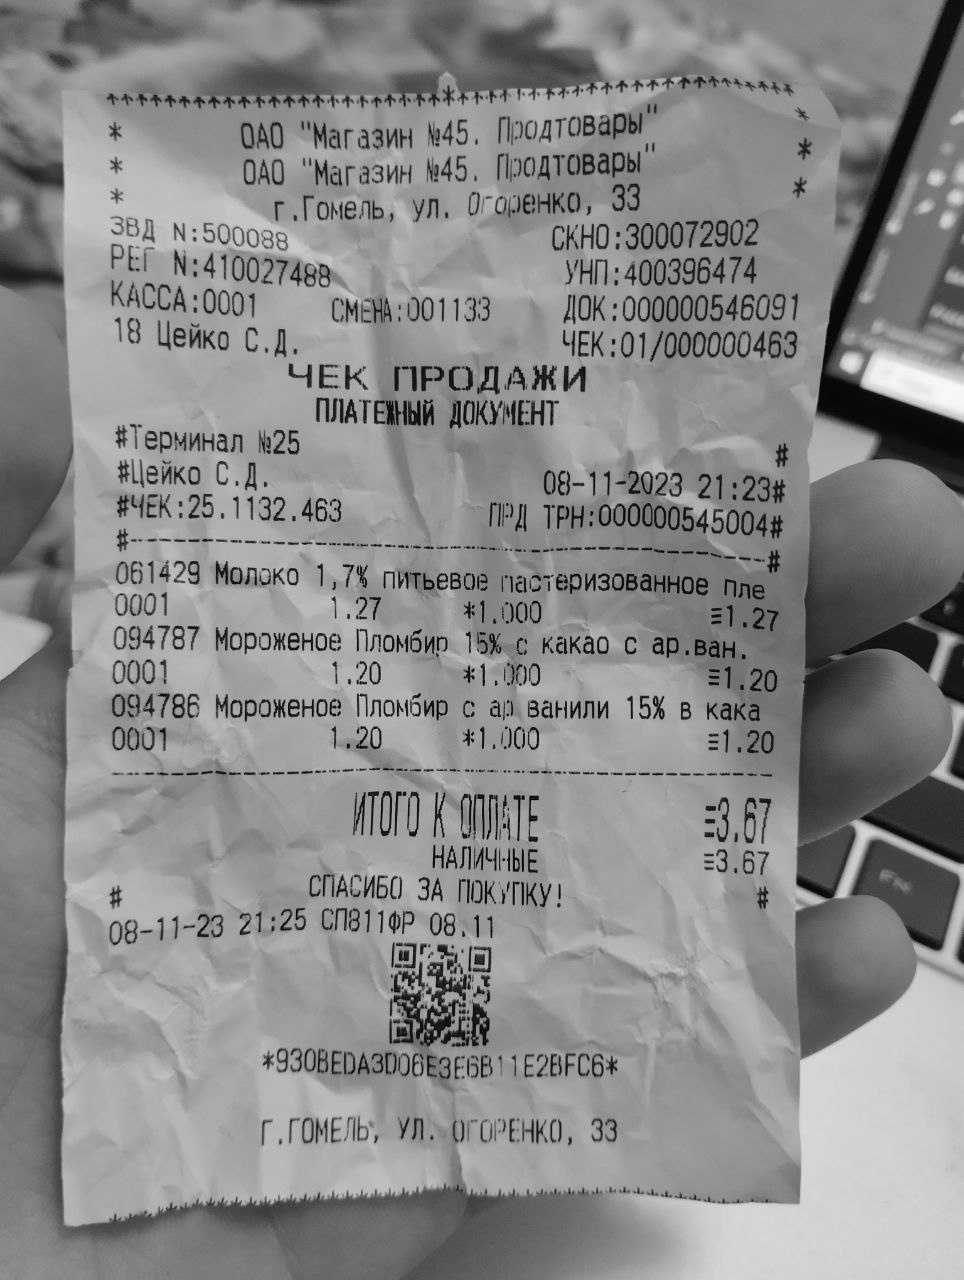 * ОАО "Магазин №45. Продтовары" *
* ОАО "Магазин №45. Продтовары" *
* г.Гомель, ул. Огоренко, 33 *
ЗВД N:500088 СКНО:300072902
РЕГ N:410027488 УНП:400396474
КАССА:0001 СМЕНА:001133 ДОК:000000546091
18 Цейко С.Д. ЧЕК:01/000000463
ЧЕК ПРОДАЖИ
ПЛАТЕЖНЫЙ ДОКУМЕНТ
#Терминал №25 #
#Цейко С.Д. 08-11-2023 21:23#
#ЧЕК:25.1132.463 ПРД ТРН:000000545004#
#--------------------------------------#
061429 Молоко 1,7% питьевое пастеризованное пле
0001 1.27 *1.000 ≡1.27
094787 Мороженое Пломбир 15% с какао с ар.ван.
0001 1.20 *1.000 ≡1.20
094786 Мороженое Пломбир с ар ванили 15% в кака
0001 1.20 *1.000 ≡1.20
ИТОГО К ОПЛАТЕ ≡3.67
НАЛИЧНЫЕ ≡3.67
# СПАСИБО ЗА ПОКУПКУ! #
08-11-23 21:25 СП811ФР 08.11
*930BEDA3D06E3E6B11E2BFC6*
Г.ГОМЕЛЬ, УЛ. ОГОРЕНКО, 33